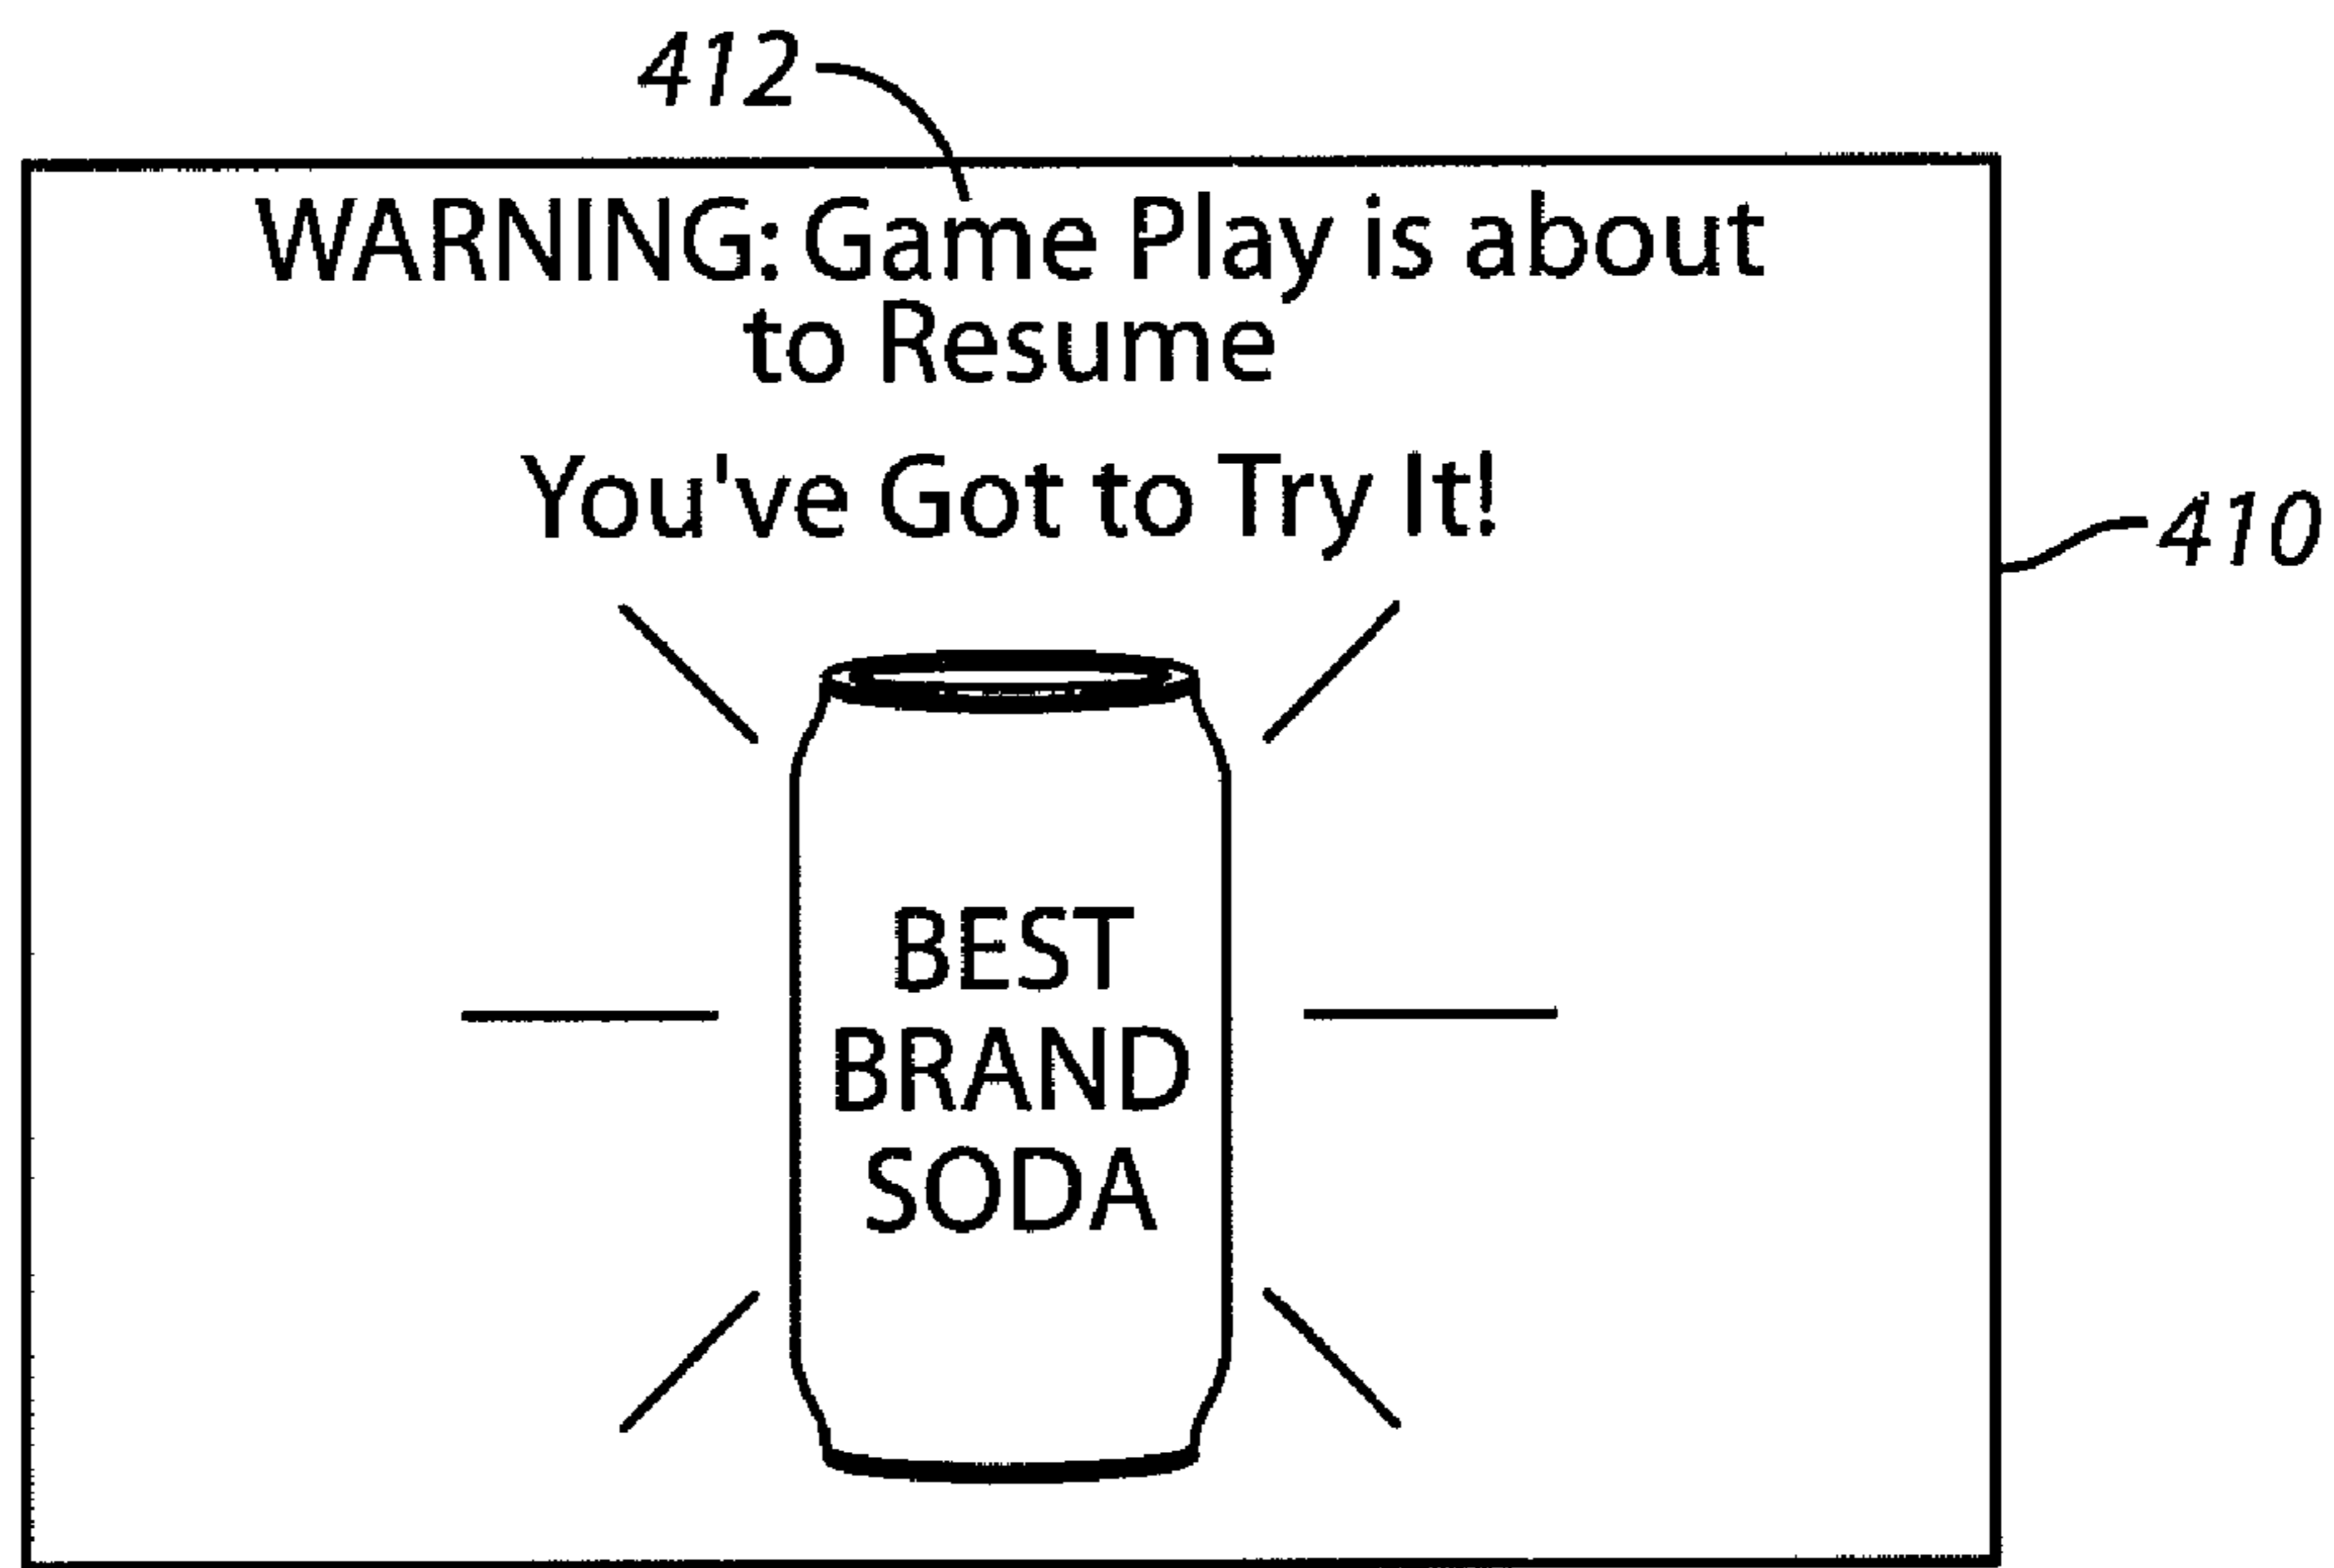 412
WARNING: Game Play is about
to Resume
You've Got to Try It!
410
BEST
BRAND
SODA